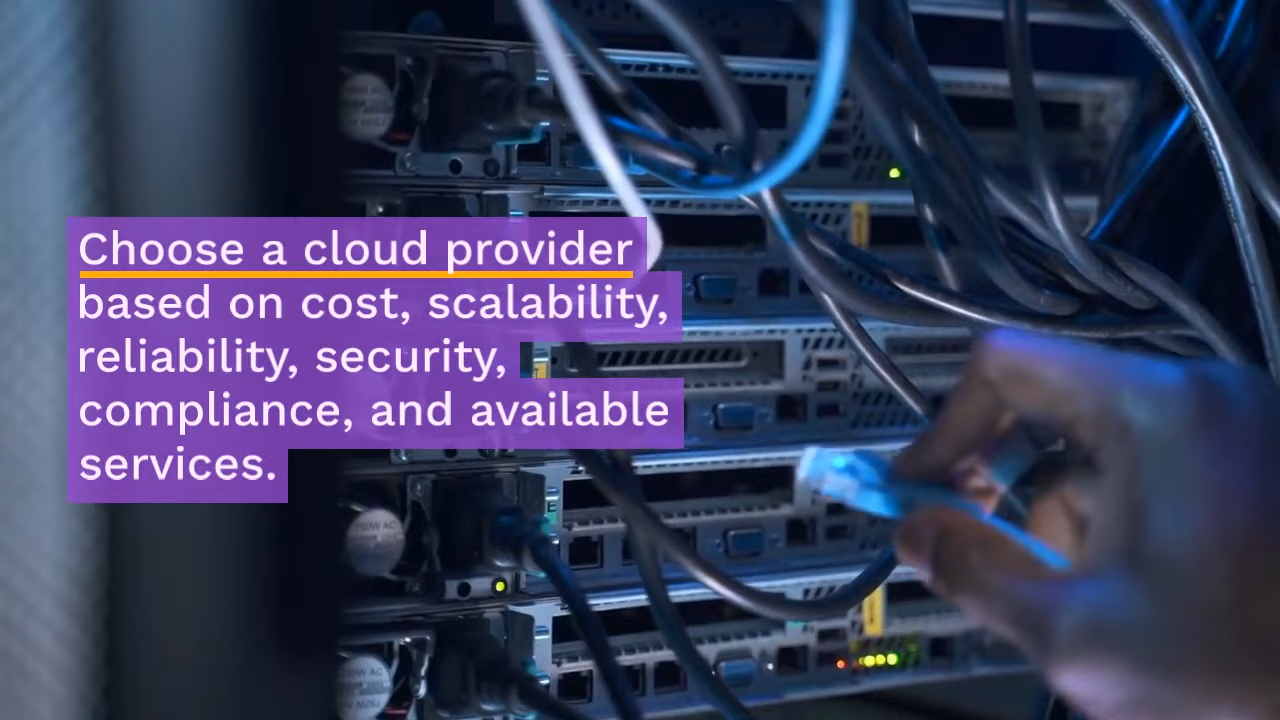 Choose a cloud provider
based on cost, scalability,
reliability, security,
compliance, and available
services.